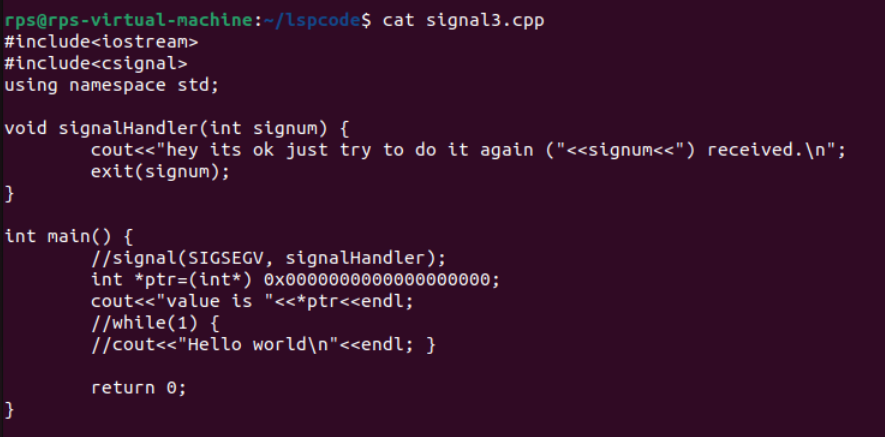 rps@rps-virtual-machine:~/lspcode$ cat signal3.cpp
#include<iostream>
#include<csignal>
using namespace std;

void signalHandler(int signum) {
        cout<<"hey its ok just try to do it again ("<<signum<<") received.\n";
        exit(signum);
}

int main() {
        //signal(SIGSEGV, signalHandler);
        int *ptr=(int*) 0x0000000000000000000;
        cout<<"value is "<<*ptr<<endl;
        //while(1) {
        //cout<<"Hello world\n"<<endl; }

        return 0;
}